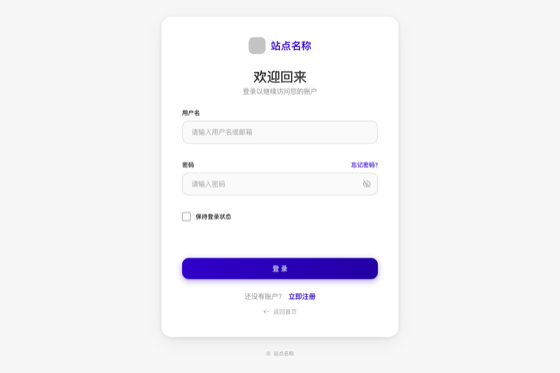 站点名称
欢迎回来
登录以继续访问您的账户
用户名
请输入用户名或邮箱
密码 忘记密码?
请输入密码
保持登录状态
登 录
还没有账户? 立即注册
← 返回首页
© 站点名称